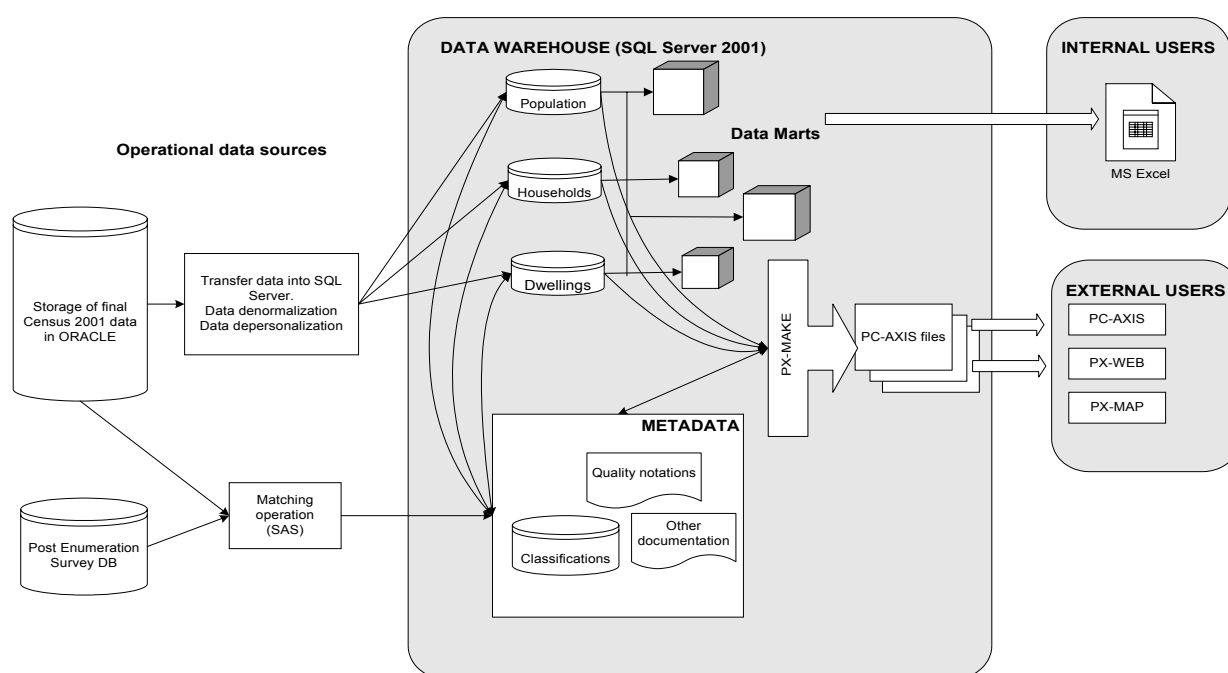 DATA WAREHOUSE (SQL Server 2001)
INTERNAL USERS
Population
Data Marts
MS Excel
Operational data sources
Households
Dwellings
Storage of final
Census 2001 data
in ORACLE
Transfer data into SQL
Server.
Data denormalization
Data depersonalization
PX-MAKE
PC-AXIS files
EXTERNAL USERS
PC-AXIS
PX-WEB
PX-MAP
METADATA
Quality notations
Classifications
Other
documentation
Matching
operation
(SAS)
Post Enumeration
Survey DB